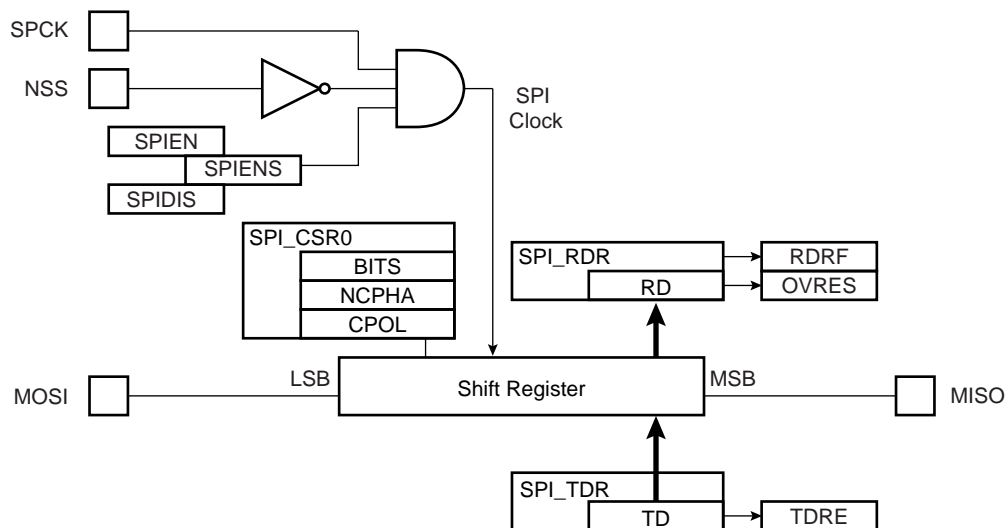 SPCK
NSS
SPI
Clock
SPIEN
SPIENS
SPIDIS
SPI_CSR0
BITS
NCPHA
CPOL
SPI_RDR
RD
RDRF
OVRES
MOSI
LSB
Shift Register
MSB
MISO
SPI_TDR
TD
TDRE